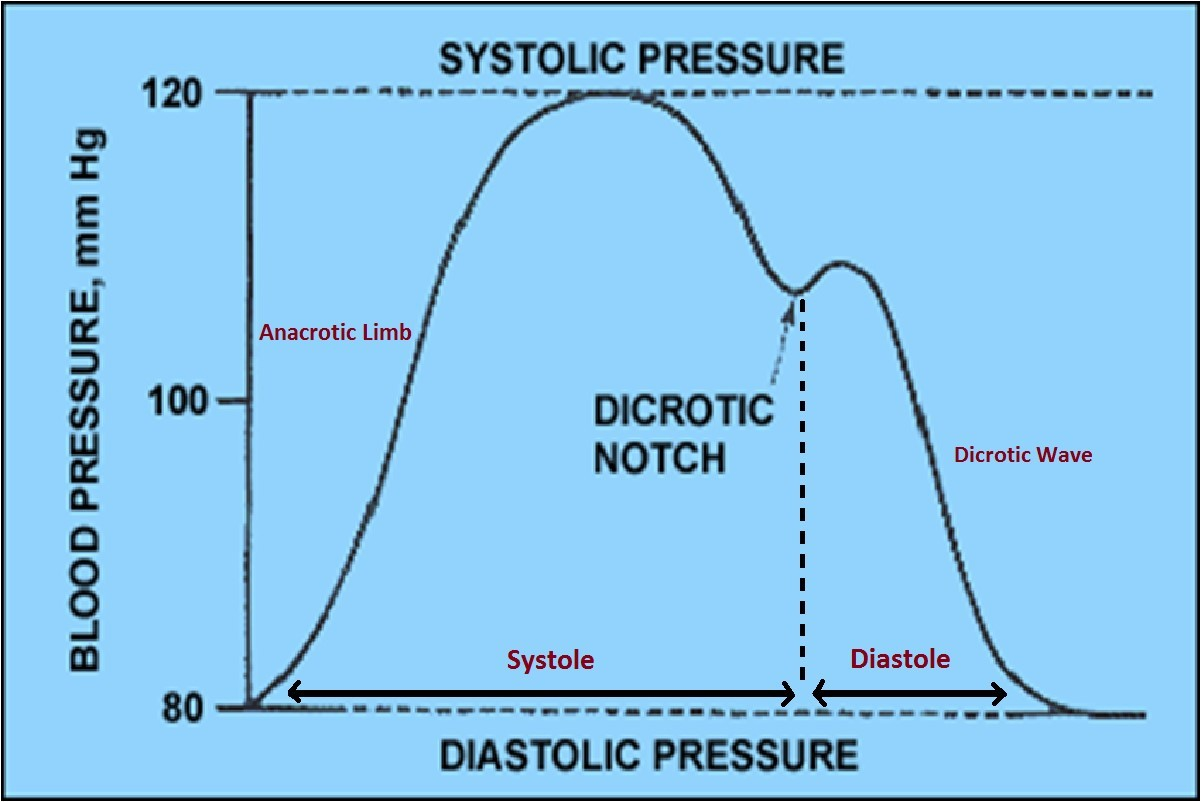 SYSTOLIC PRESSURE
120
BLOOD PRESSURE, mm Hg
Anacrotic Limb
100
DICROTIC
NOTCH
Dicrotic Wave
Systole
Diastole
80
DIASTOLIC PRESSURE